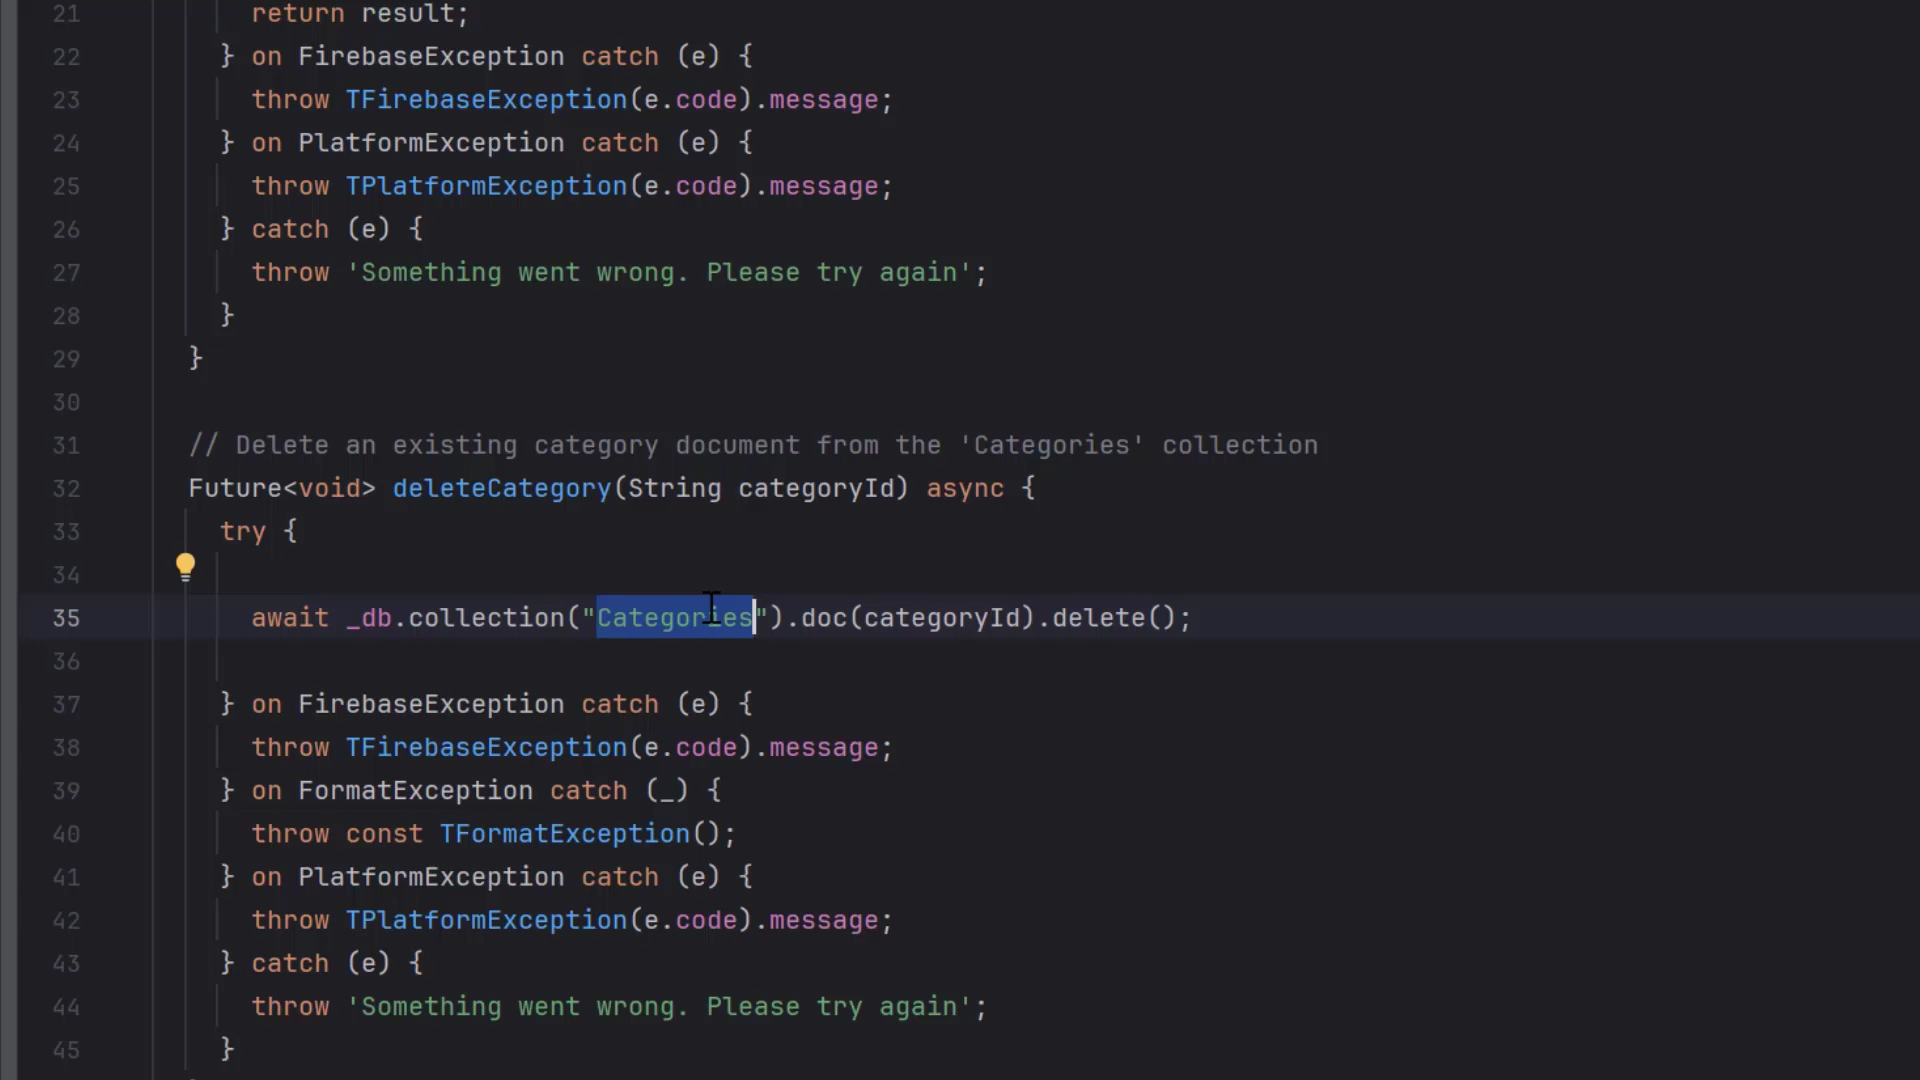 21 return result;
22 } on FirebaseException catch (e) {
23 throw TFirebaseException(e.code).message;
24 } on PlatformException catch (e) {
25 throw TPlatformException(e.code).message;
26 } catch (e) {
27 throw 'Something went wrong. Please try again';
28 }
29 }
30
31 // Delete an existing category document from the 'Categories' collection
32 Future<void> deleteCategory(String categoryId) async {
33 try {
34
35 await _db.collection("Categories").doc(categoryId).delete();
36
37 } on FirebaseException catch (e) {
38 throw TFirebaseException(e.code).message;
39 } on FormatException catch (_) {
40 throw const TFormatException();
41 } on PlatformException catch (e) {
42 throw TPlatformException(e.code).message;
43 } catch (e) {
44 throw 'Something went wrong. Please try again';
45 }